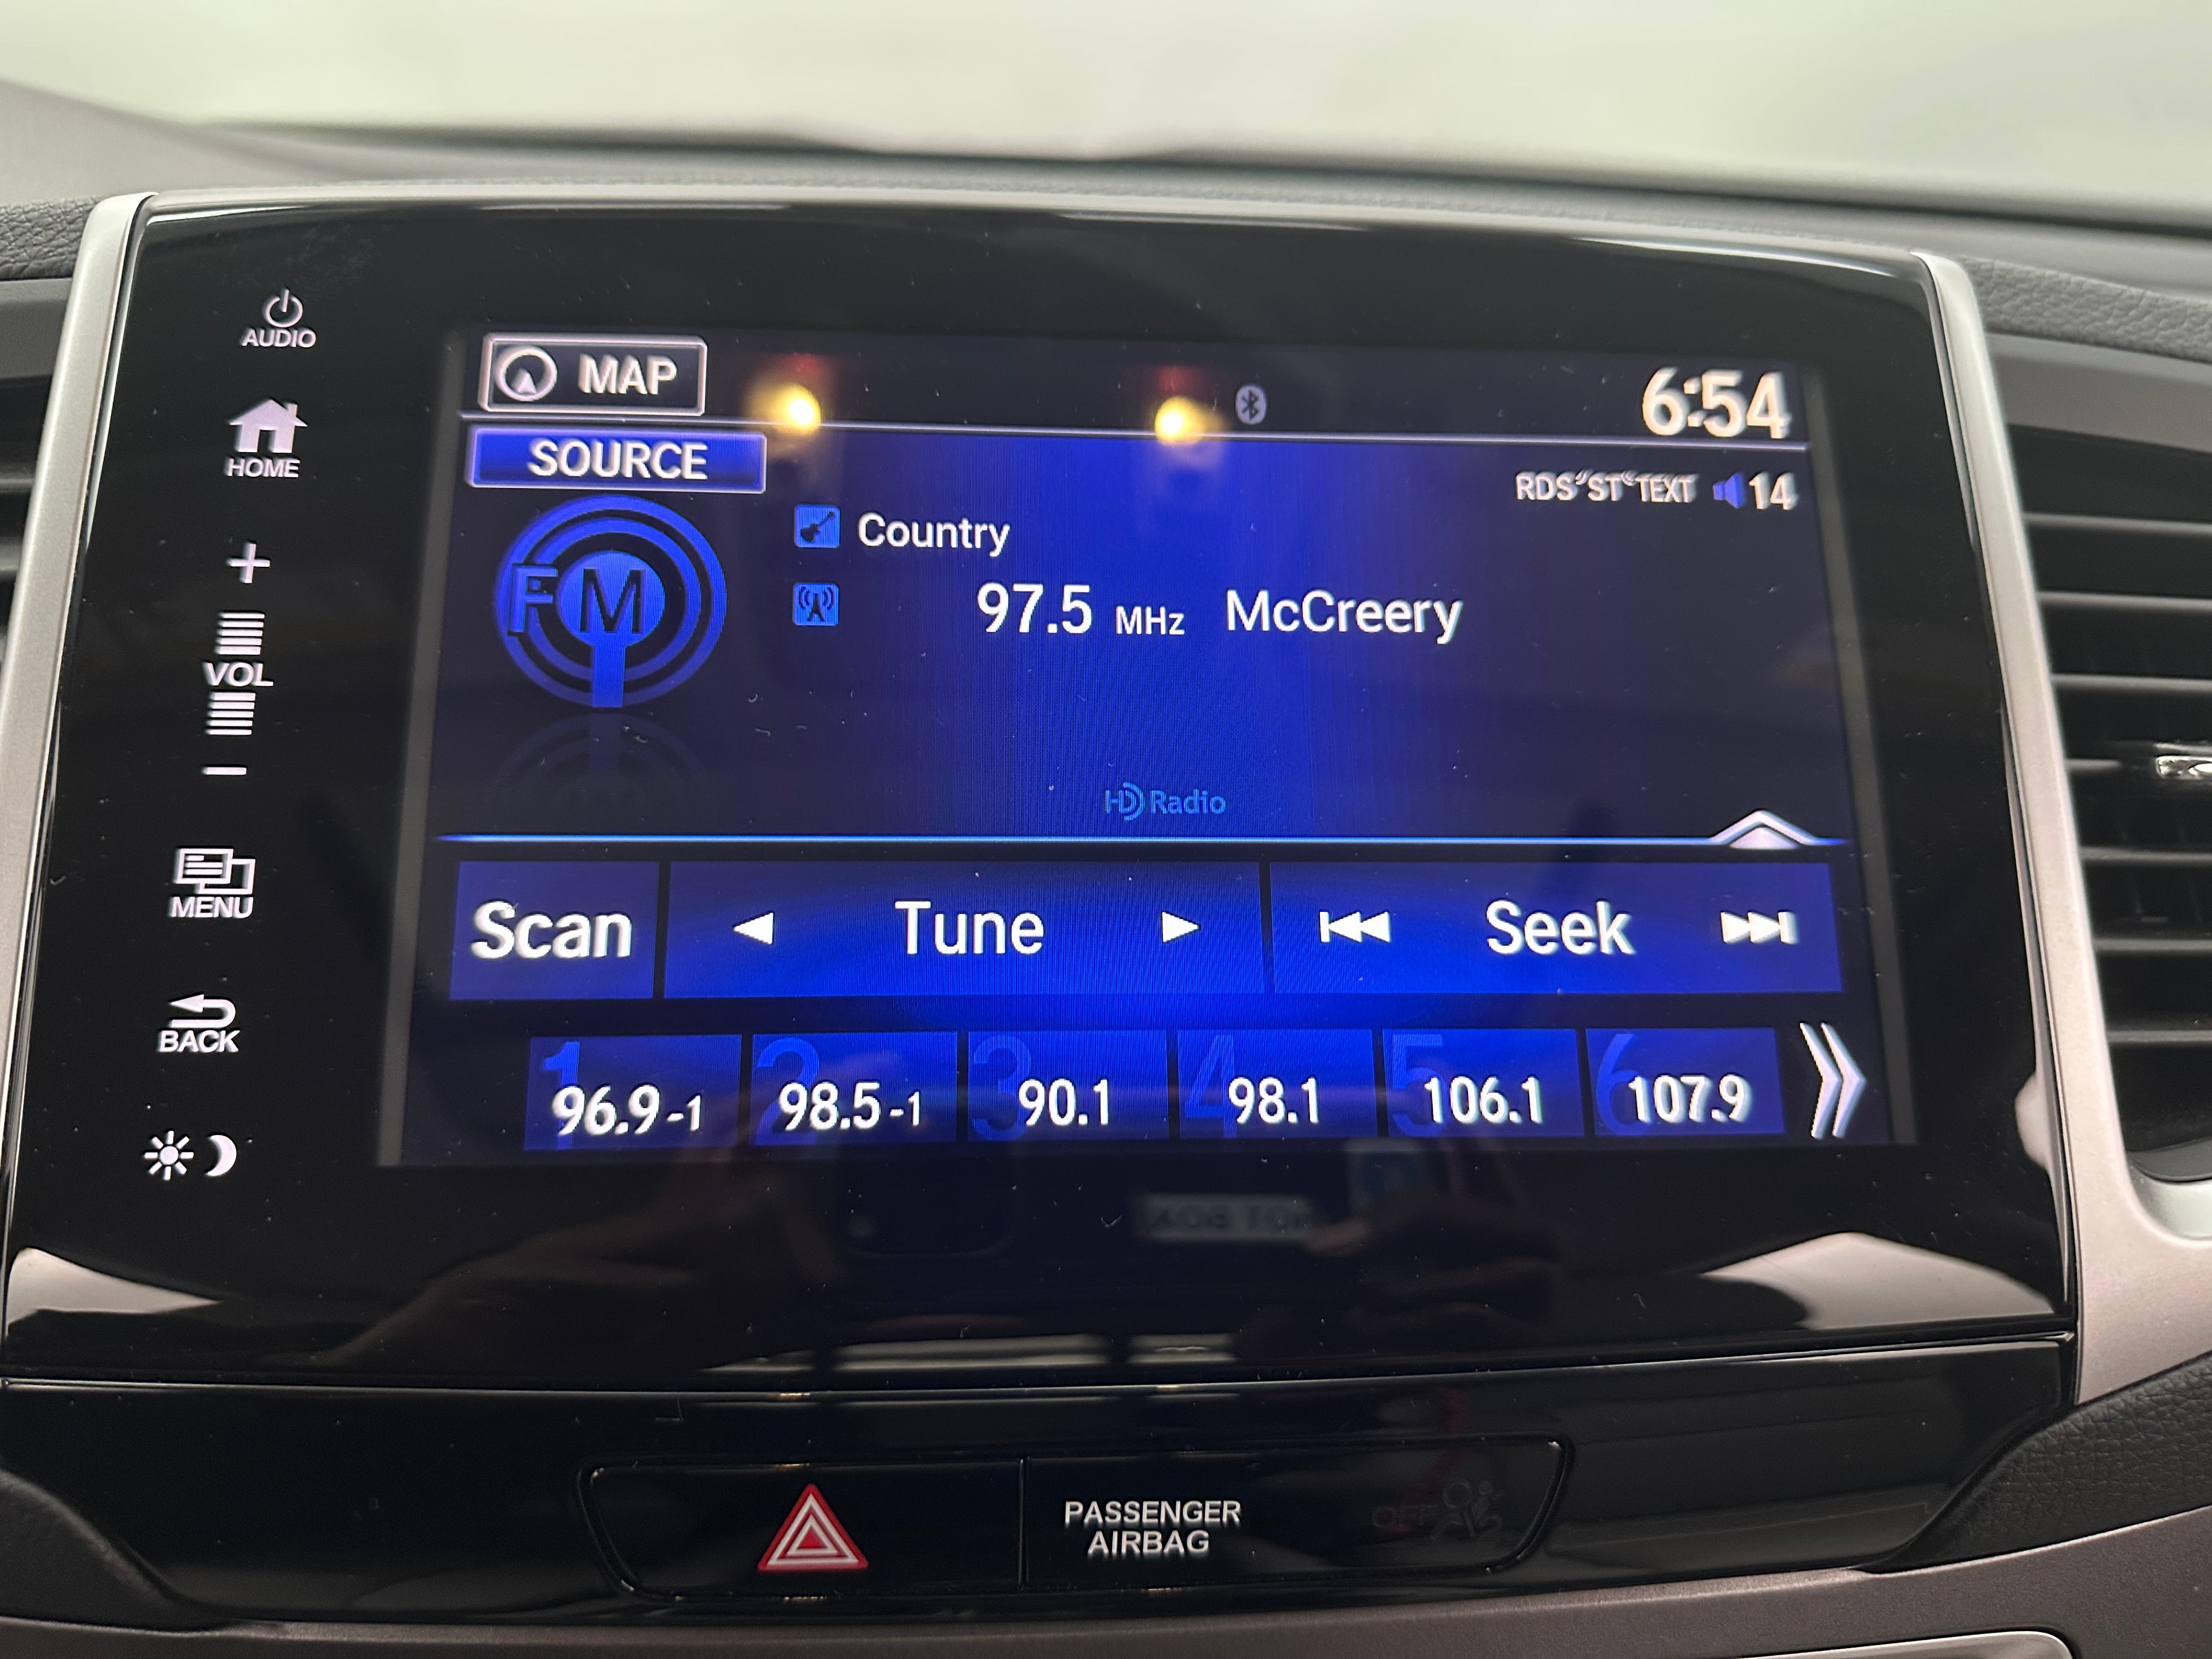 AUDIO
MAP
6:54
HOME
SOURCE
RDS ST TEXT 14
FM
Country
97.5 MHz McCreery
+
VOL
−
HD Radio
MENU
Scan
Tune
Seek
BACK
1 96.9-1
2 98.5-1
3 90.1
4 98.1
5 106.1
6 107.9
PASSENGER
AIRBAG
OFF